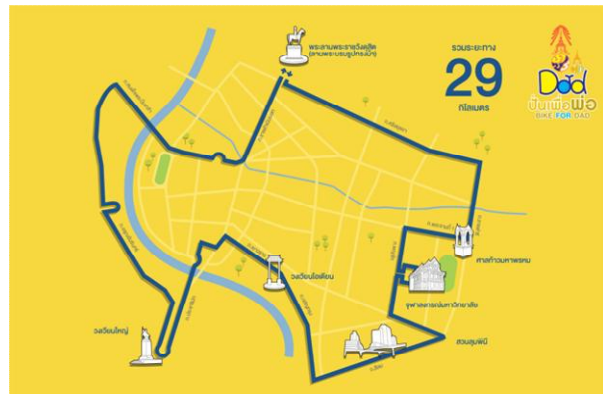 พระลานพระราชวังดุสิต
(ลานพระบรมรูปทรงม้า)
รวมระยะทาง
29
กิโลเมตร
Dad
ปั่นเพื่อพ่อ
BIKE FOR DAD
ศาลท้าวมหาพรหม
วงเวียนโอเดียน
จุฬาลงกรณ์มหาวิทยาลัย
วงเวียนใหญ่
สวนลุมพินี